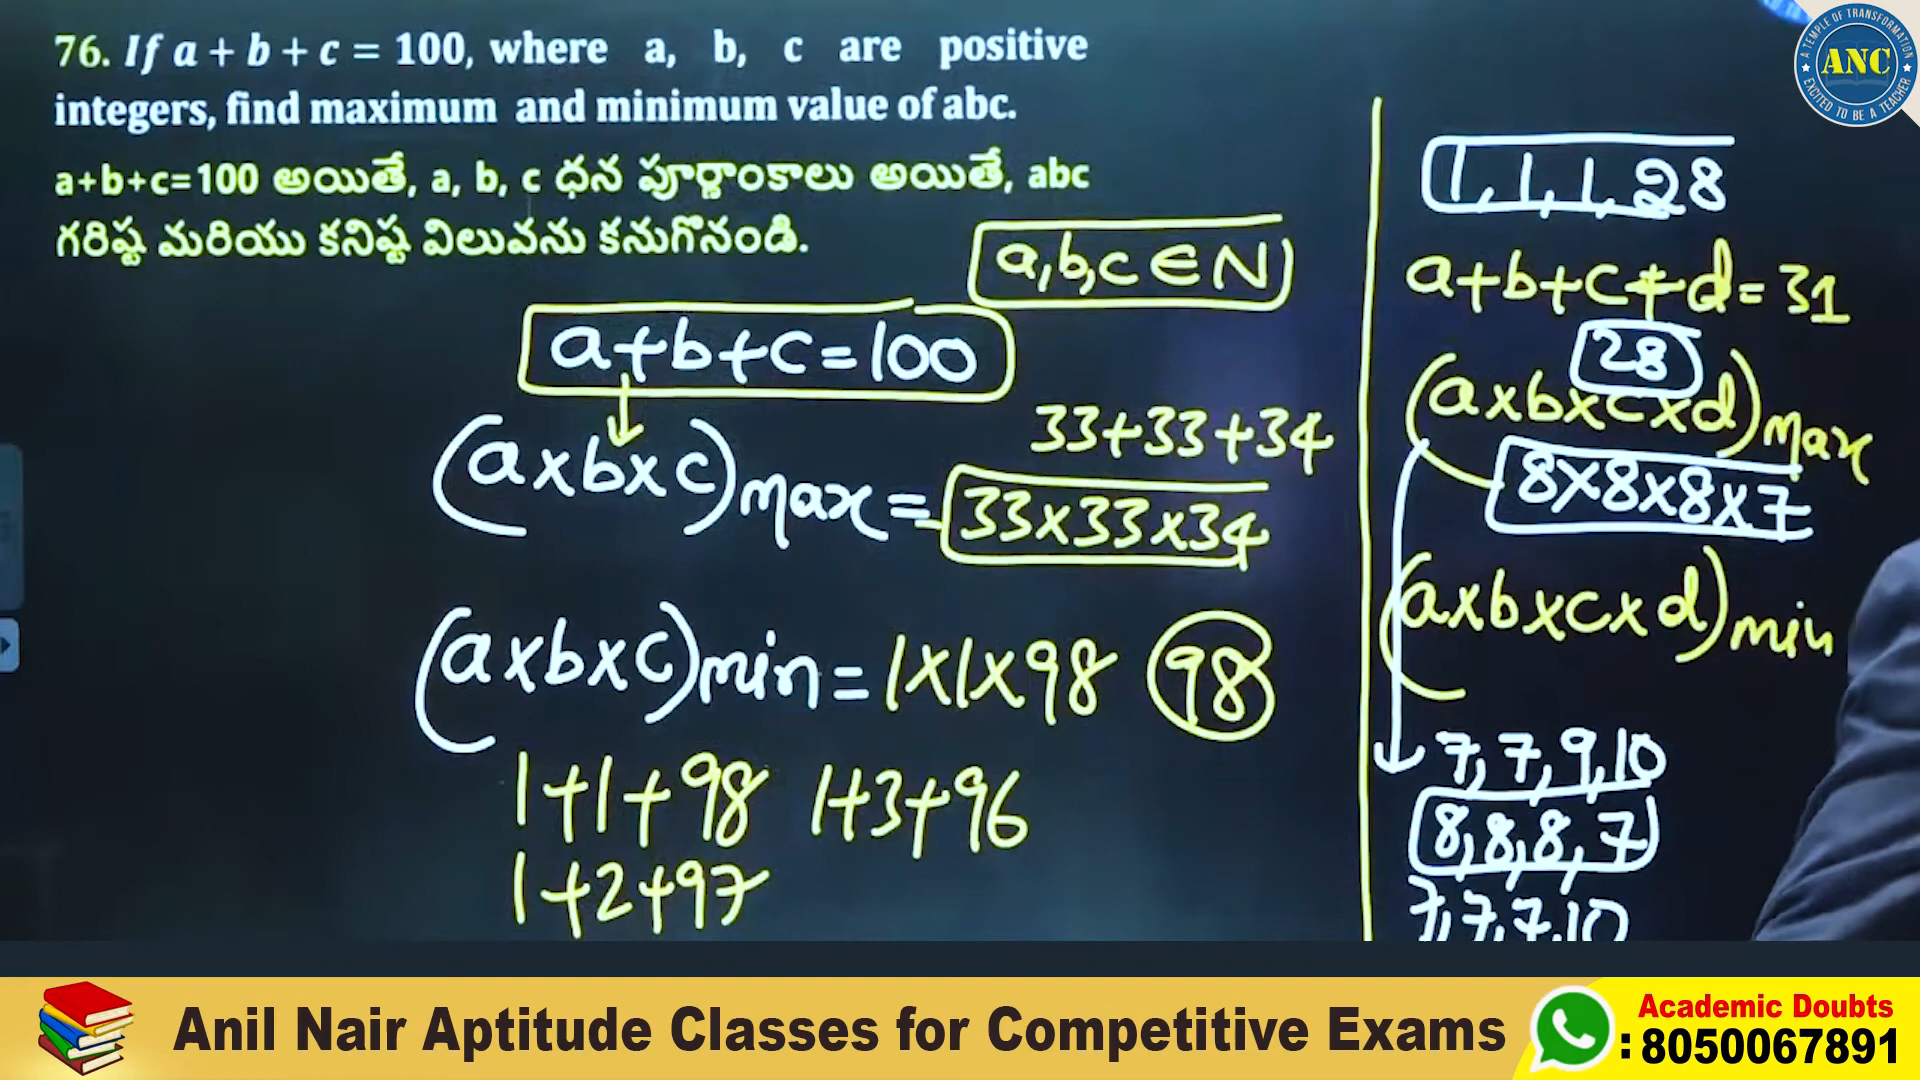 76. If a + b + c = 100, where a, b, c are positive
integers, find maximum and minimum value of abc.
a+b+c=100 అయితే, a, b, c ధన పూర్ణాంకాలు అయితే, abc
గరిష్ట మరియు కనిష్ట విలువను కనుగొనండి.
a,b,c ∈ N
a+b+c=100
33+33+34
(a×b×c)max = 33×33×34
(a×b×c)min = 1×1×98 98
1+1+98 1+3+96
1+2+97
1, 1, 1, 28
a+b+c+d=31
28
(a×b×c×d)max
8×8×8×7
(a×b×c×d)min
7, 7, 9, 10
8, 8, 8, 7
7, 7, 7, 10
A TEMPLE OF TRANSFORMATION
ANC
EXCITED TO BE A TEACHER
Anil Nair Aptitude Classes for Competitive Exams
Academic Doubts
: 8050067891